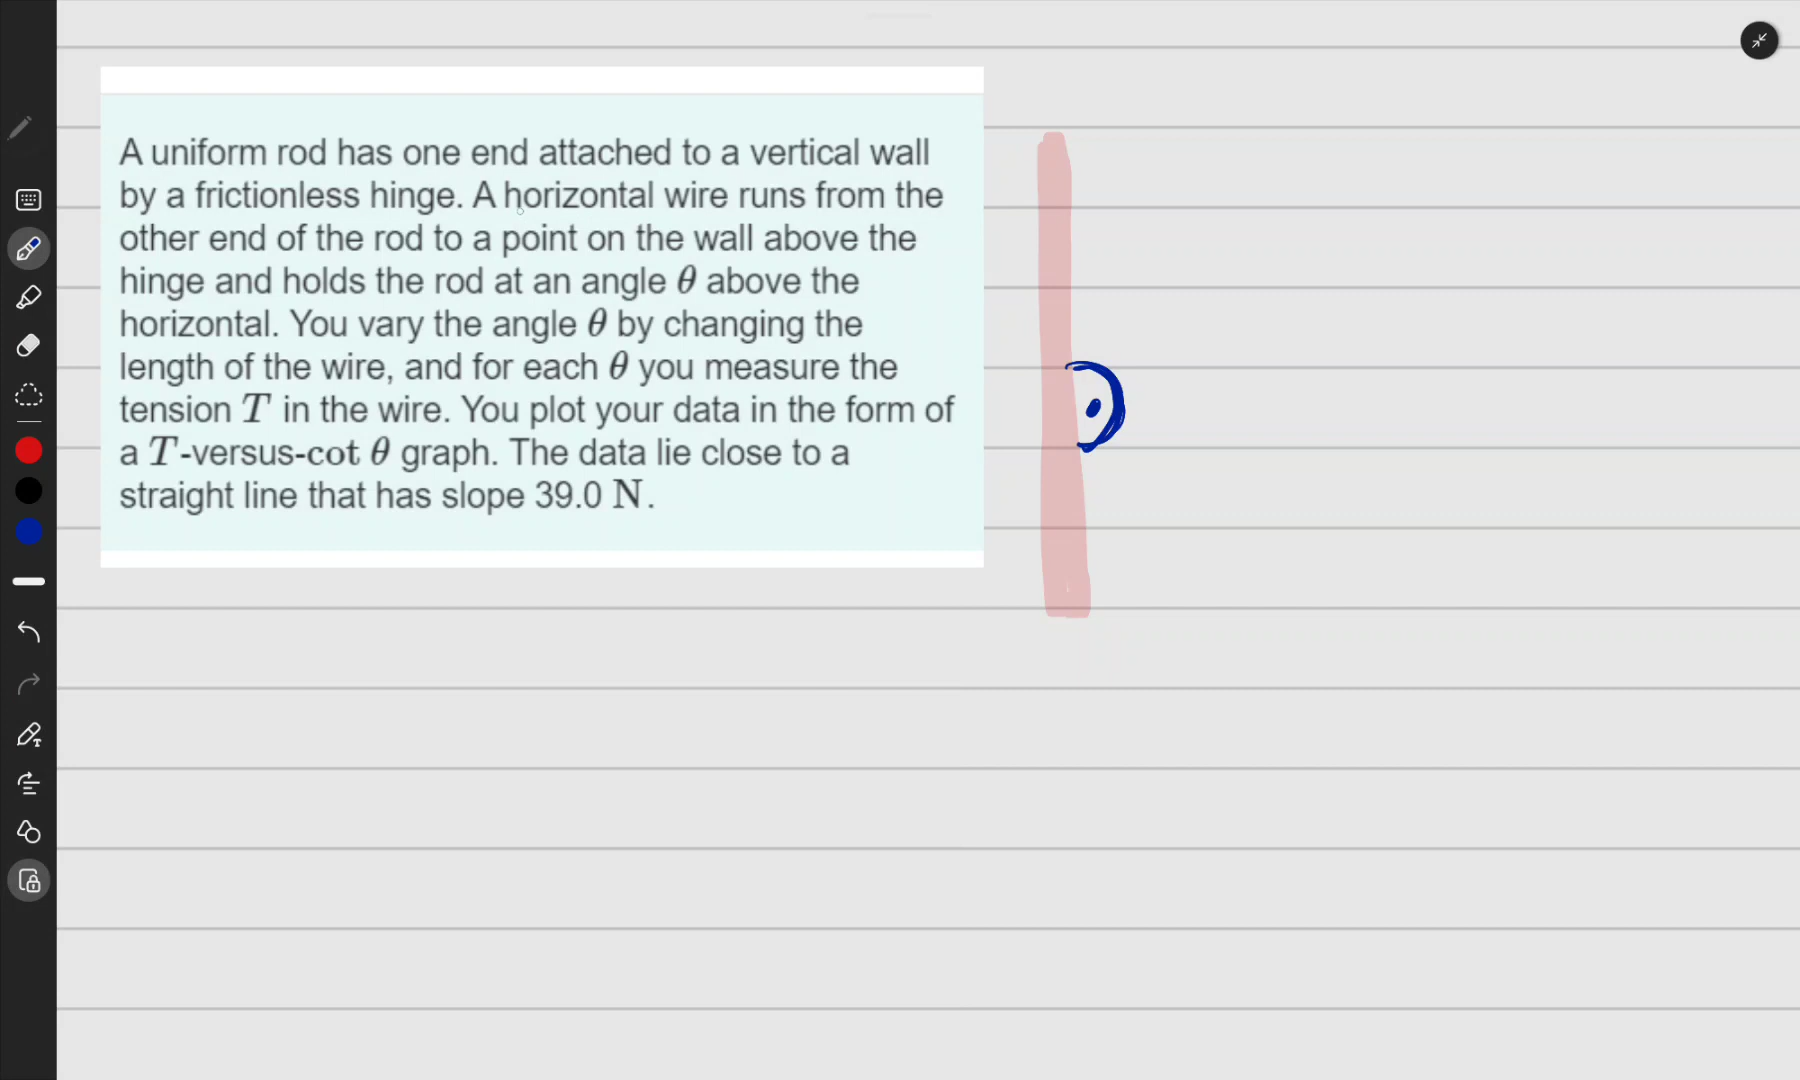 A uniform rod has one end attached to a vertical wall
by a frictionless hinge. A horizontal wire runs from the
other end of the rod to a point on the wall above the
hinge and holds the rod at an angle θ above the
horizontal. You vary the angle θ by changing the
length of the wire, and for each θ you measure the
tension T in the wire. You plot your data in the form of
a T-versus-cot θ graph. The data lie close to a
straight line that has slope 39.0 N.